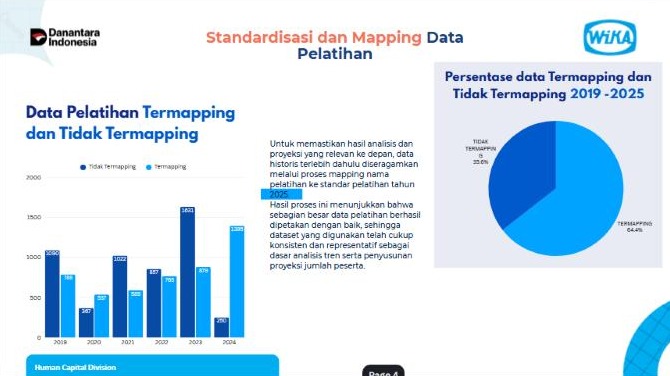 Danantara
Indonesia
Standardisasi dan Mapping Data
Pelatihan
WIKA
Persentase data Termapping dan
Tidak Termapping 2019 -2025
Data Pelatihan Termapping
dan Tidak Termapping
Tidak Termapping
Termapping
2000
1500
1000
500
0
1090
367
1022
857
1631
250
537
879
1395
2019
2020
2021
2022
2023
2024
Untuk memastikan hasil analisis dan
proyeksi yang relevan ke depan, data
historis terlebih dahulu diseragamkan
melalui proses mapping nama
pelatihan ke standar pelatihan tahun
2025.
Hasil proses ini menunjukkan bahwa
sebagian besar data pelatihan berhasil
dipetakan dengan baik, sehingga
dataset yang digunakan telah cukup
konsisten dan representatif sebagai
dasar analisis tren serta penyusunan
proyeksi jumlah peserta.
TIDAK
TERMAPPIN
G
35.6%
TERMAPPING
64.4%
Human Capital Division
Page 4